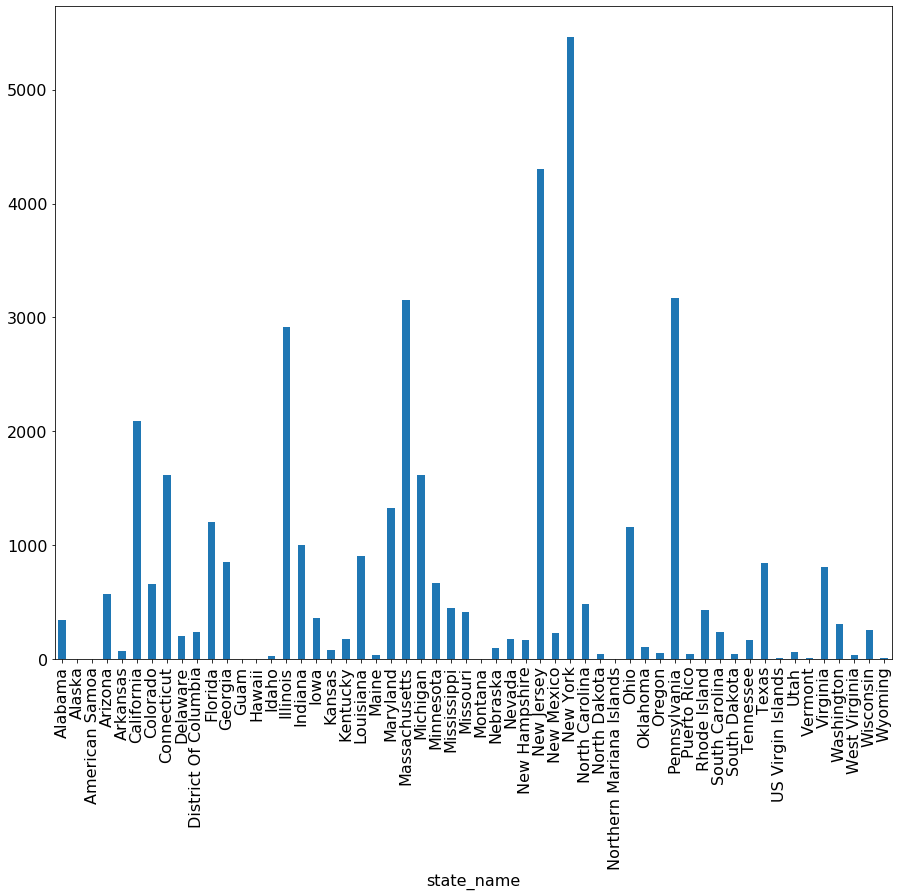 5000
4000
3000
2000
1000
0
Alabama
Alaska
American Samoa
Arizona
Arkansas
California
Colorado
Connecticut
Delaware
District Of Columbia
Florida
Georgia
Guam
Hawaii
Idaho
Illinois
Indiana
Iowa
Kansas
Kentucky
Louisiana
Maine
Maryland
Massachusetts
Michigan
Minnesota
Mississippi
Missouri
Montana
Nebraska
Nevada
New Hampshire
New Jersey
New Mexico
New York
North Carolina
North Dakota
Northern Mariana Islands
Ohio
Oklahoma
Oregon
Pennsylvania
Puerto Rico
Rhode Island
South Carolina
South Dakota
Tennessee
Texas
US Virgin Islands
Utah
Vermont
Virginia
Washington
West Virginia
Wisconsin
Wyoming
state_name